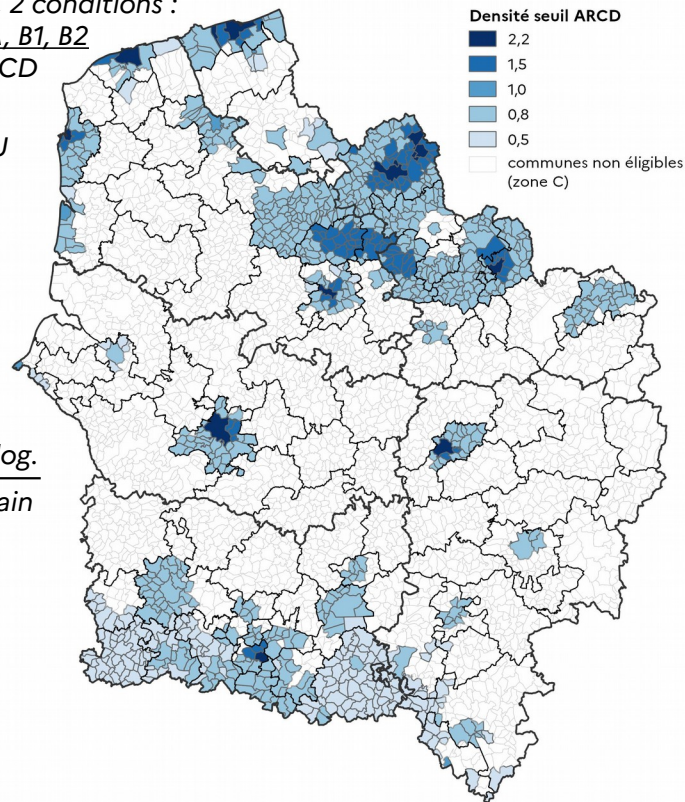 2 conditions :
, B1, B2
CD
U
log.
ain
Densité seuil ARCD
2,2
1,5
1,0
0,8
0,5
communes non éligibles
(zone C)